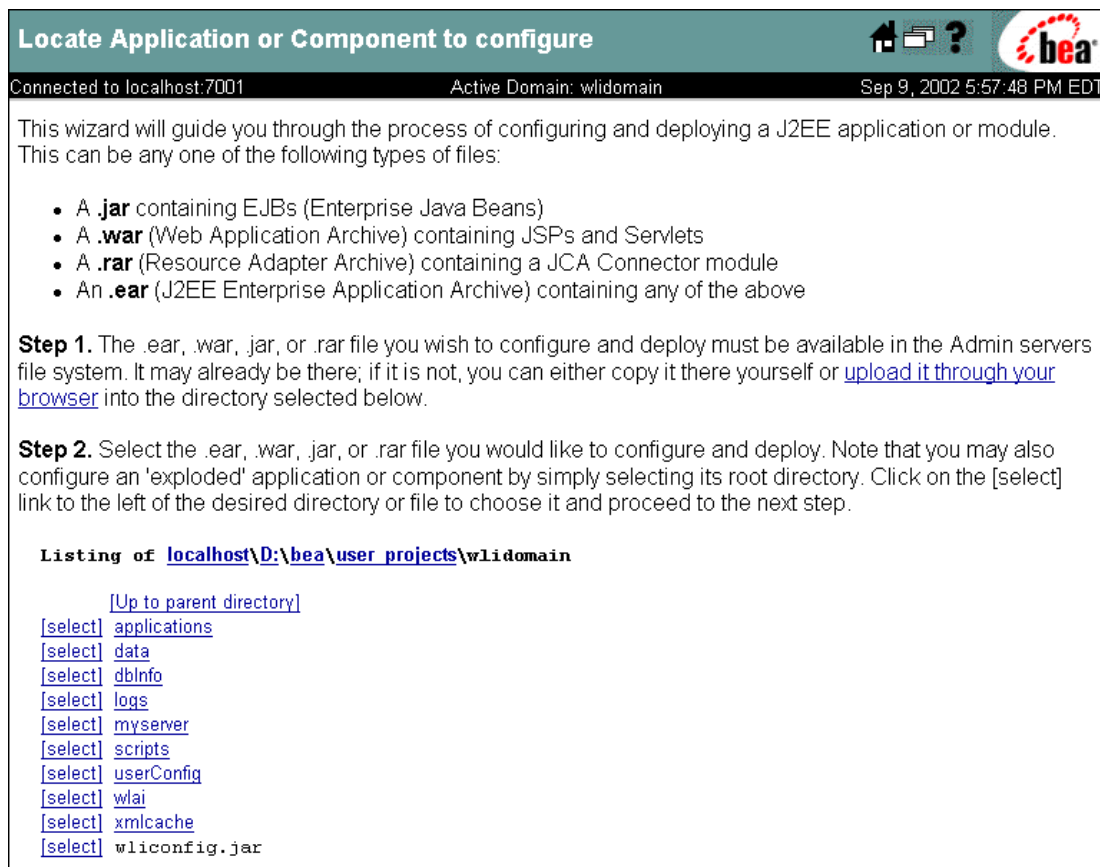 Locate Application or Component to configure
? bea
Connected to localhost:7001 Active Domain: wlidomain Sep 9, 2002 5:57:48 PM EDT
This wizard will guide you through the process of configuring and deploying a J2EE application or module.
This can be any one of the following types of files:
• A .jar containing EJBs (Enterprise Java Beans)
• A .war (Web Application Archive) containing JSPs and Servlets
• A .rar (Resource Adapter Archive) containing a JCA Connector module
• An .ear (J2EE Enterprise Application Archive) containing any of the above
Step 1. The .ear, .war, .jar, or .rar file you wish to configure and deploy must be available in the Admin servers
file system. It may already be there; if it is not, you can either copy it there yourself or upload it through your
browser into the directory selected below.
Step 2. Select the .ear, .war, .jar, or .rar file you would like to configure and deploy. Note that you may also
configure an 'exploded' application or component by simply selecting its root directory. Click on the [select]
link to the left of the desired directory or file to choose it and proceed to the next step.
Listing of localhost\D:\bea\user_projects\wlidomain
[Up to parent directory]
[select] applications
[select] data
[select] dbInfo
[select] logs
[select] myserver
[select] scripts
[select] userConfig
[select] wlai
[select] xmlcache
[select] wliconfig.jar